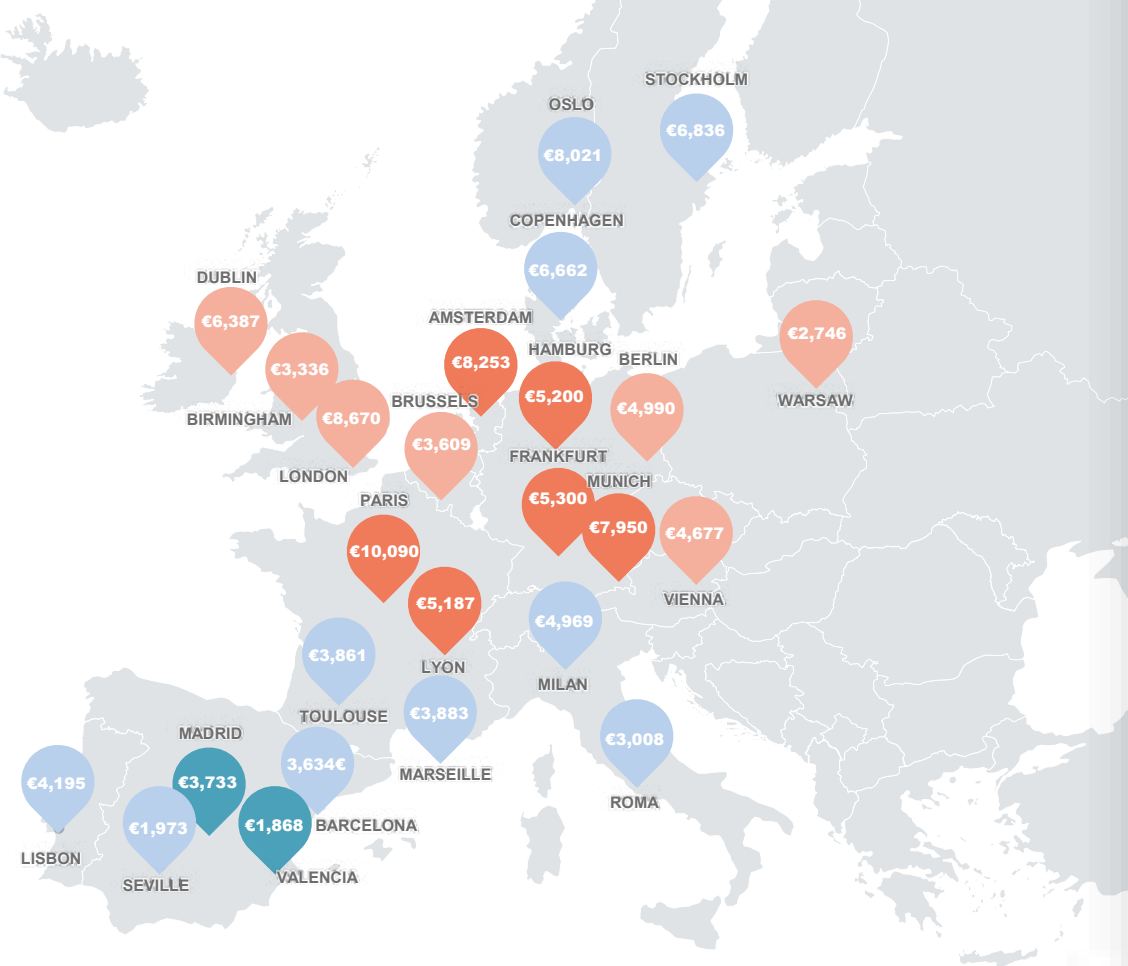 STOCKHOLM
€6,836
OSLO
€8,021
COPENHAGEN
€6,662
DUBLIN
€6,387
AMSTERDAM
€8,253
€2,746
WARSAW
HAMBURG
€5,200
BERLIN
€4,990
€3,336
BIRMINGHAM
€8,670
LONDON
BRUSSELS
€3,609
FRANKFURT
€5,300
MUNICH
€7,950
€4,677
VIENNA
PARIS
€10,090
€5,187
LYON
€4,969
MILAN
€3,861
TOULOUSE
€3,883
MARSEILLE
€3,008
ROMA
MADRID
€3,733
3,634€
BARCELONA
€4,195
LISBON
€1,973
SEVILLE
€1,868
VALENCIA